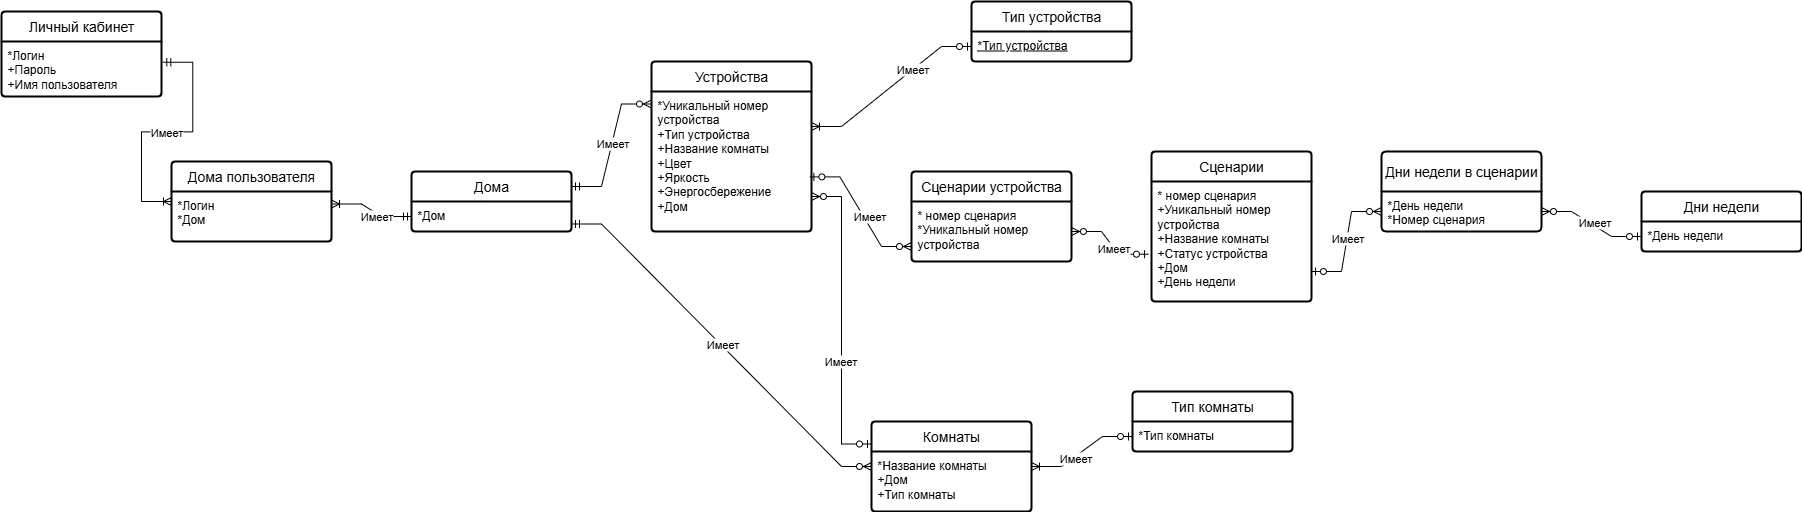 Личный кабинет
*Логин
+Пароль
+Имя пользователя
Имеет
Дома пользователя
*Логин
*Дом
Имеет
Дома
*Дом
Имеет
Имеет
Устройства
*Уникальный номер
устройства
+Тип устройства
+Название комнаты
+Цвет
+Яркость
+Энергосбережение
+Дом
Имеет
Тип устройства
*Тип устройства
Имеет
Сценарии устройства
* номер сценария
*Уникальный номер
устройства
Имеет
Сценарии
* номер сценария
+Уникальный номер
устройства
+Название комнаты
+Статус устройства
+Дом
+День недели
Имеет
Дни недели в сценарии
*День недели
*Номер сценария
Имеет
Дни недели
*День недели
Имеет
Комнаты
*Название комнаты
+Дом
+Тип комнаты
Имеет
Тип комнаты
*Тип комнаты